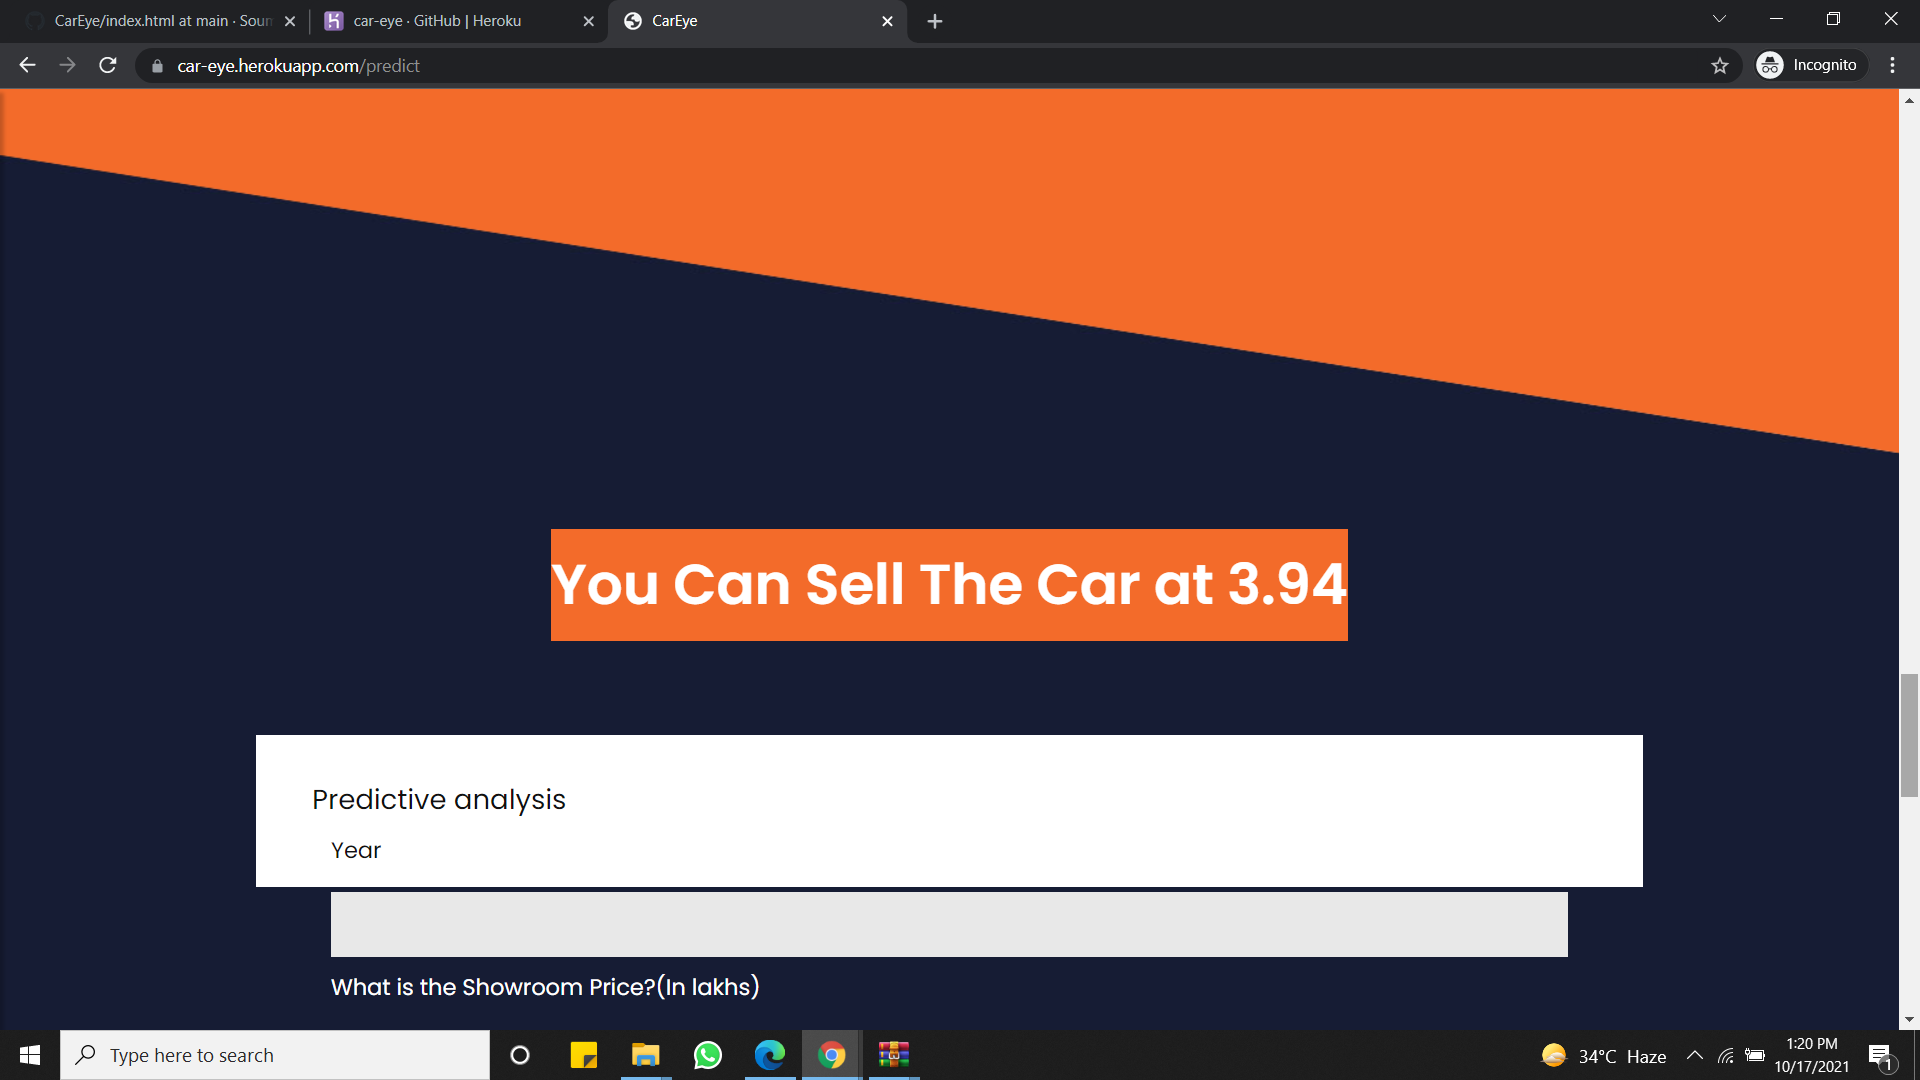 CarEye/index.html at main · Soum
car-eye · GitHub | Heroku
CarEye
car-eye.herokuapp.com/predict
Incognito
You Can Sell The Car at 3.94
Predictive analysis
Year
What is the Showroom Price?(In lakhs)
Type here to search
34°C Haze
1:20 PM
10/17/2021
1